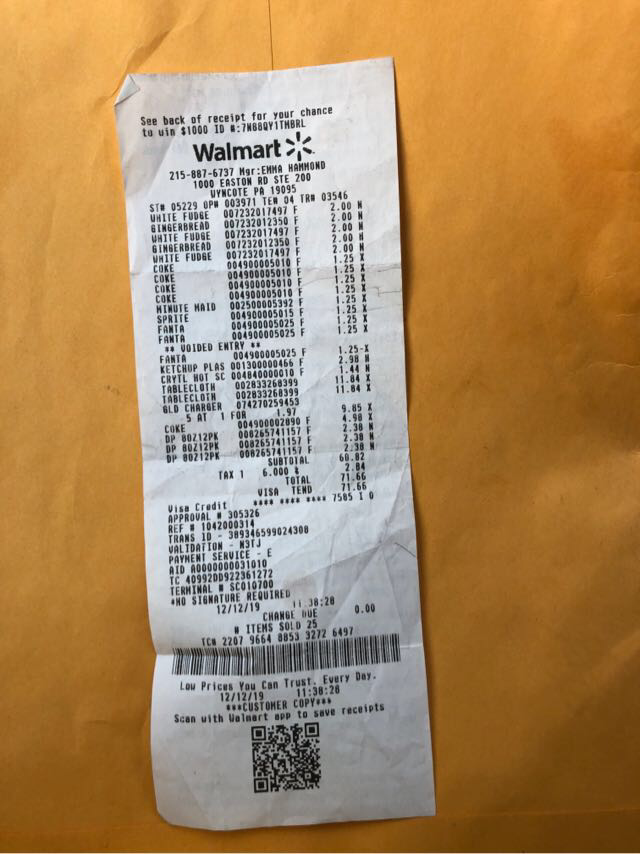 See back of receipt for your chance
to win $1000 ID #:7N88QY1TMBRL
Walmart
215-887-6737 Mgr:EMMA HAMMOND
1000 EASTON RD STE 200
WYNCOTE PA 19095
ST# 05229 OP# 003971 TE# 04 TR# 03546
WHITE FUDGE 007232017497 F 2.00 N
GINGERBREAD 007232012350 F 2.00 N
WHITE FUDGE 007232017497 F 2.00 N
GINGERBREAD 007232012350 F 2.00 N
WHITE FUDGE 007232017497 F 2.00 N
COKE 004900005010 F 1.25 X
COKE 004900005010 F 1.25 X
COKE 004900005010 F 1.25 X
COKE 004900005010 F 1.25 X
MINUTE MAID 002500005392 F 1.25 X
SPRITE 004900005015 F 1.25 X
FANTA 004900005025 F 1.25 X
FANTA 004900005025 F 1.25 X
** VOIDED ENTRY **
FANTA 004900005025 F 1.25-X
KETCHUP PLAS 001300000466 F 2.98 N
CRYTL HOT SC 004840000010 F 1.44 N
TABLECLOTH 002833268399 11.84 X
TABLECLOTH 002833268399 11.84 X
GLD CHARGER 074270259453
5 AT 1 FOR 1.97 9.85 X
COKE 004900002890 F 4.98 X
DP 8OZ12PK 008265741157 F 2.38 N
DP 8OZ12PK 008265741157 F 2.38 N
DP 8OZ12PK 008265741157 F 2.38 N
SUBTOTAL 68.82
TAX 1 6.000 % 2.84
TOTAL 71.66
VISA TEND 71.66
Visa Credit **** **** **** 7585 I 0
APPROVAL # 305326
REF # 1042000314
TRANS ID - 389346599024308
VALIDATION - N3TJ
PAYMENT SERVICE - E
AID A0000000031010
TC 40992DD922361272
TERMINAL # SC010700
*NO SIGNATURE REQUIRED
12/12/19 11:38:28
CHANGE DUE 0.00
# ITEMS SOLD 25
TC# 2207 9664 8853 3272 6497
Low Prices You Can Trust. Every Day.
12/12/19 11:38:28
***CUSTOMER COPY***
Scan with Walmart app to save receipts